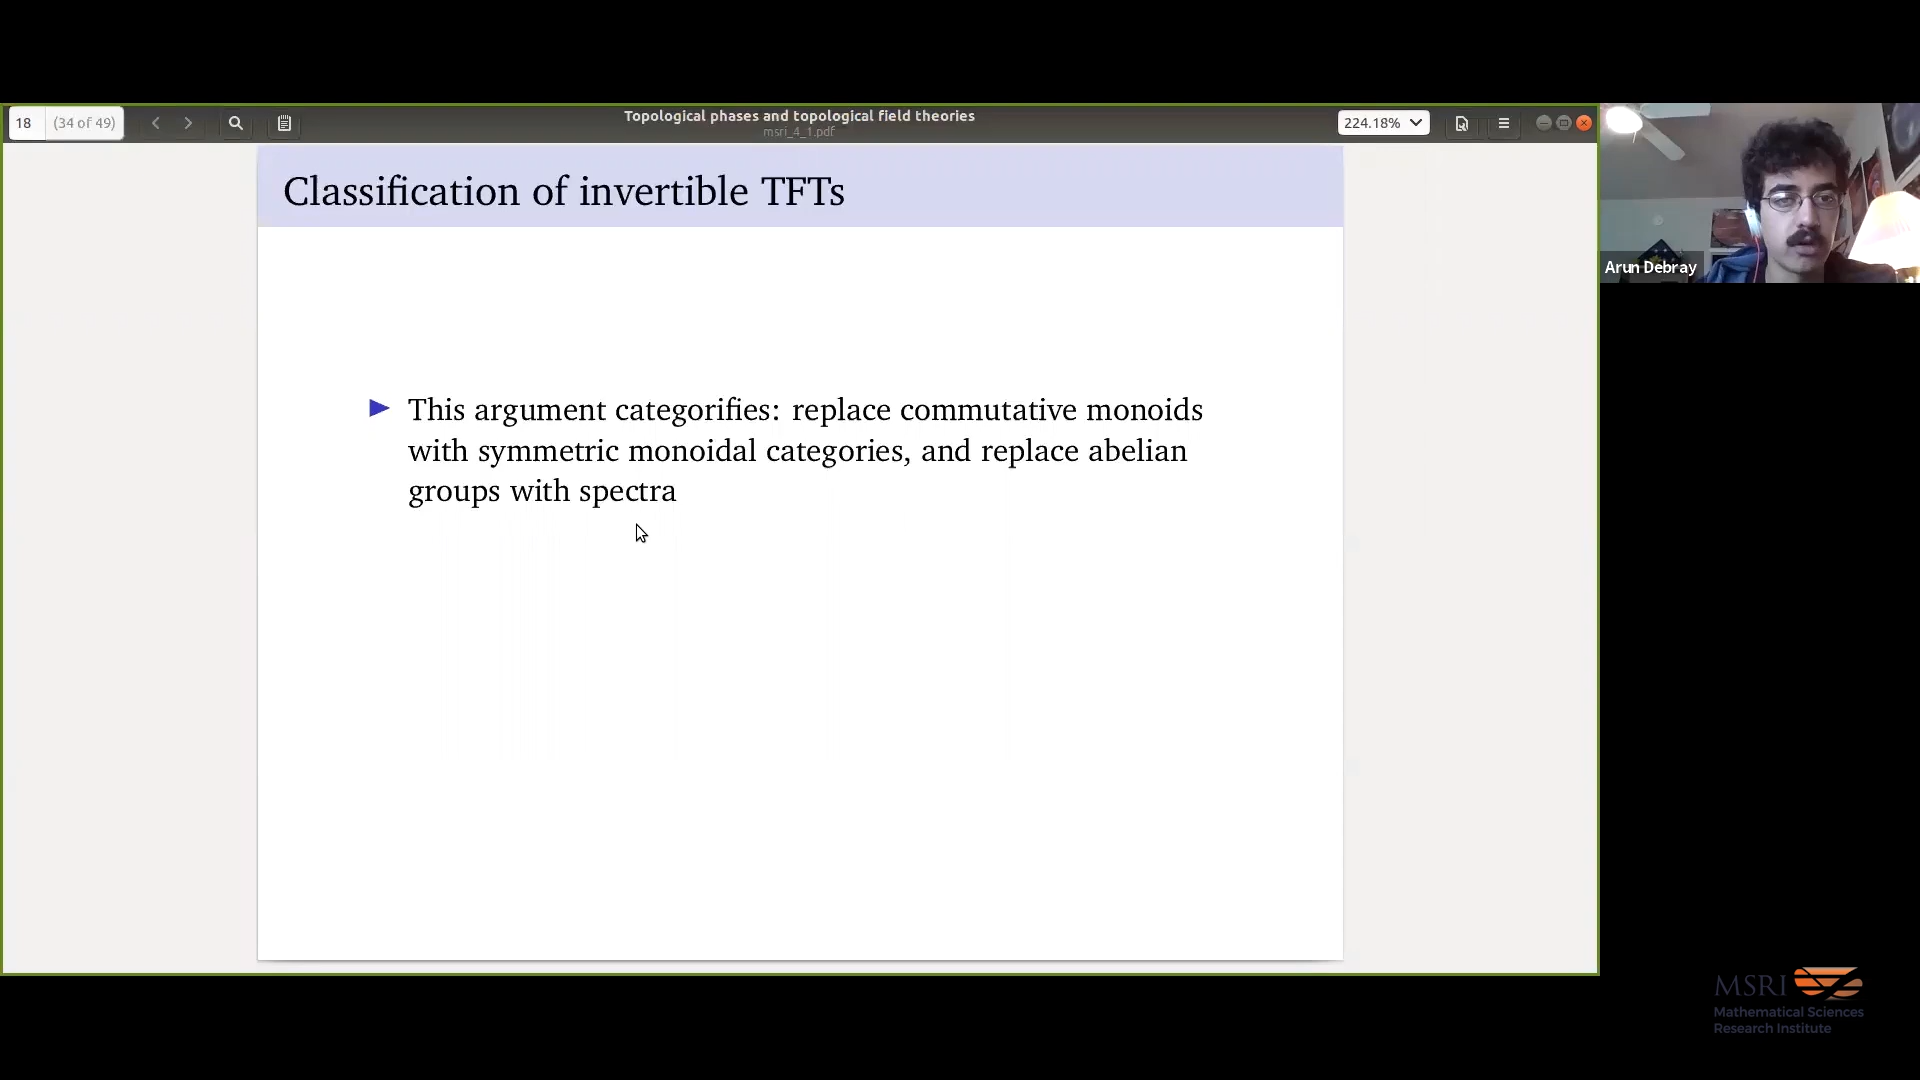 18 (34 of 49)
Topological phases and topological field theories
msri_4_1.pdf
224.18%
Classification of invertible TFTs
This argument categorifies: replace commutative monoids
with symmetric monoidal categories, and replace abelian
groups with spectra
Arun Debray
MSRI
Mathematical Sciences
Research Institute